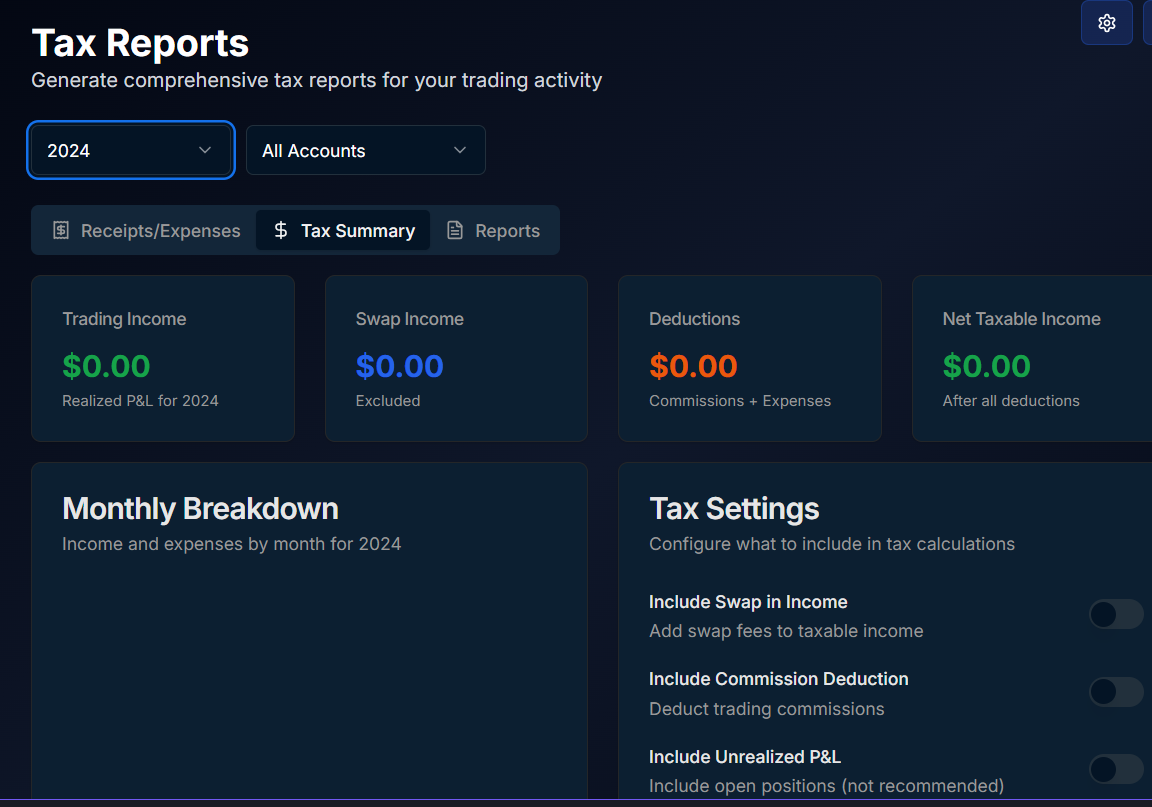 Tax Reports
Generate comprehensive tax reports for your trading activity
2024
All Accounts
Receipts/Expenses
Tax Summary
Reports
Trading Income
$0.00
Realized P&L for 2024
Swap Income
$0.00
Excluded
Deductions
$0.00
Commissions + Expenses
Net Taxable Income
$0.00
After all deductions
Monthly Breakdown
Income and expenses by month for 2024
Tax Settings
Configure what to include in tax calculations
Include Swap in Income
Add swap fees to taxable income
Include Commission Deduction
Deduct trading commissions
Include Unrealized P&L
Include open positions (not recommended)